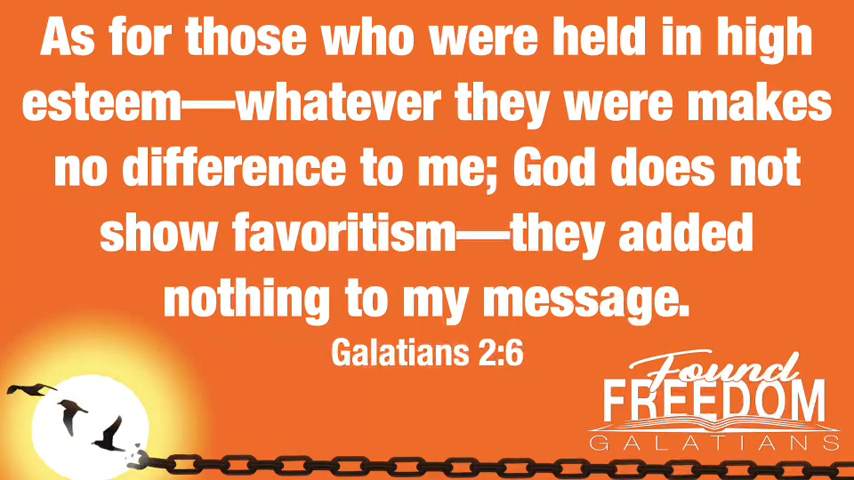 As for those who were held in high
esteem—whatever they were makes
no difference to me; God does not
show favoritism—they added
nothing to my message.
Galatians 2:6
Found
FREEDOM
GALATIANS